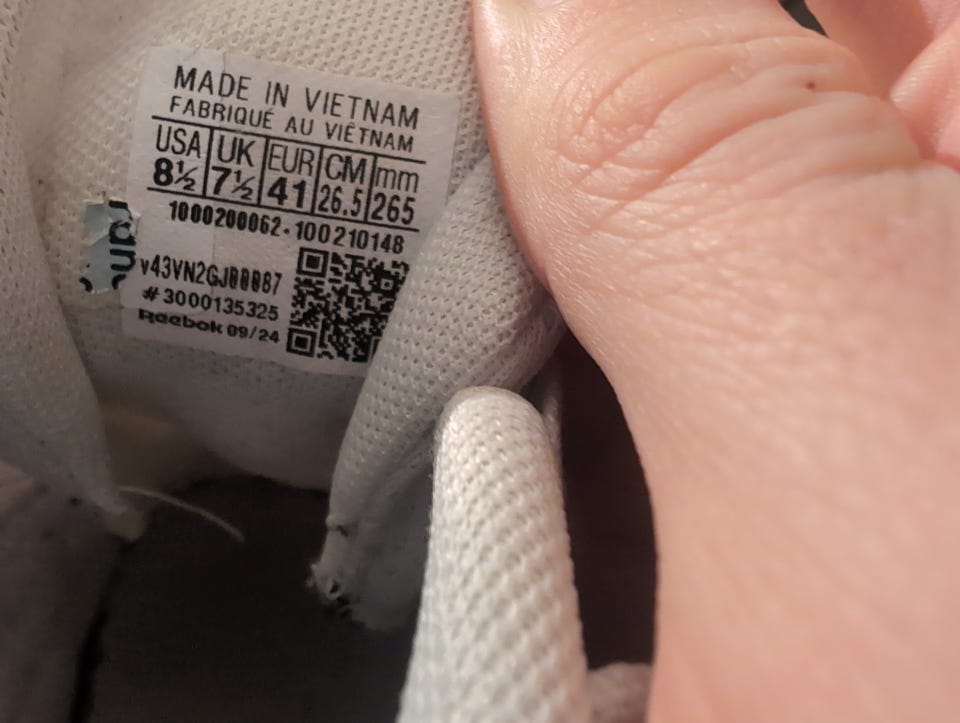 MADE IN VIETNAM
FABRIQUÉ AU VIÊTNAM
USA UK EUR CM mm
8½ 7½ 41 26.5 265
1000200062-100210148
v43VN2GJ00087
# 3000135325
Reebok 09/24